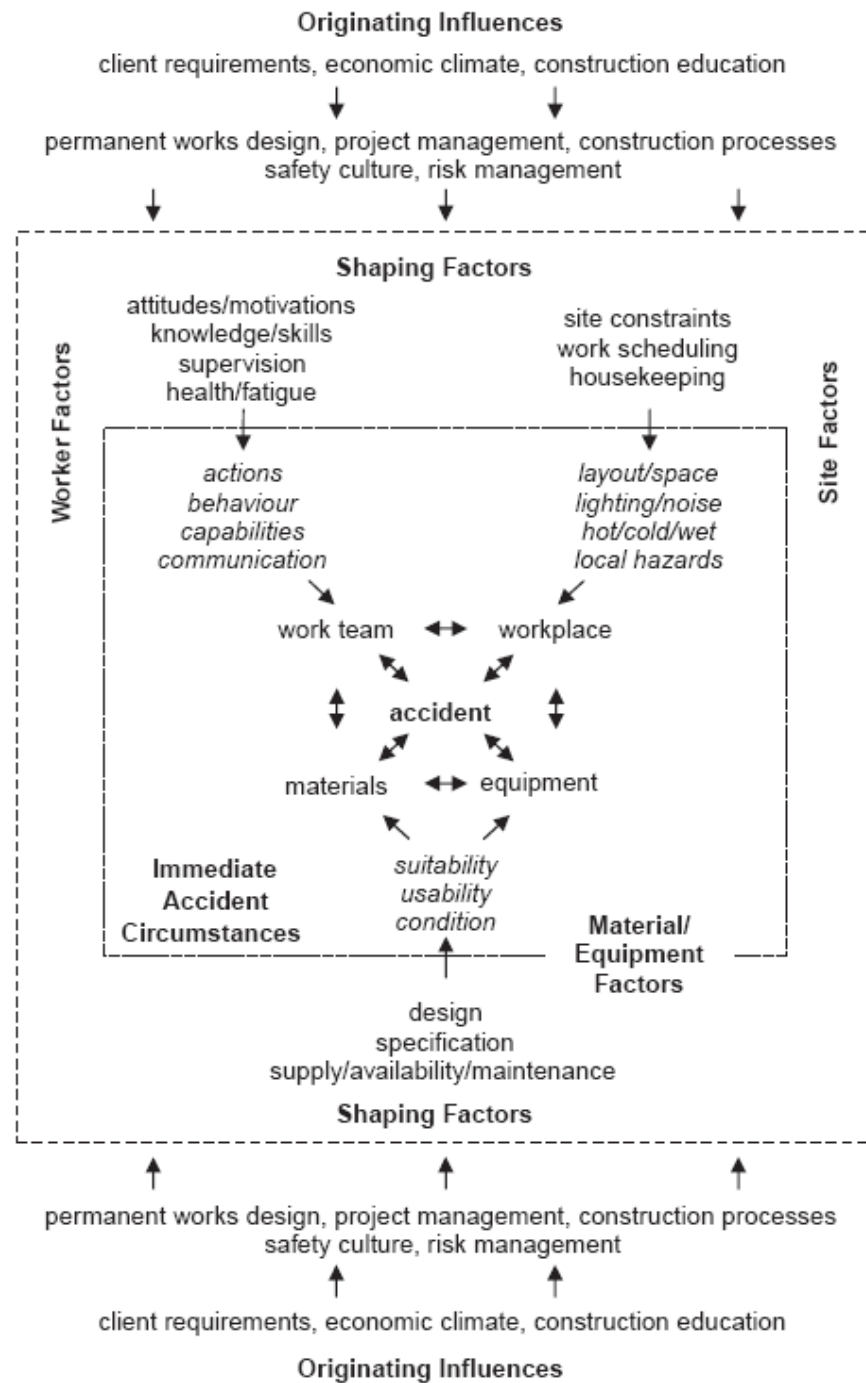 Originating Influences
client requirements, economic climate, construction education
permanent works design, project management, construction processes
safety culture, risk management
Shaping Factors
attitudes/motivations
knowledge/skills
supervision
health/fatigue
site constraints
work scheduling
housekeeping
Worker Factors
Site Factors
actions
behaviour
capabilities
communication
layout/space
lighting/noise
hot/cold/wet
local hazards
work team
workplace
accident
materials
equipment
suitability
usability
condition
Immediate
Accident
Circumstances
Material/
Equipment
Factors
design
specification
supply/availability/maintenance
Shaping Factors
permanent works design, project management, construction processes
safety culture, risk management
client requirements, economic climate, construction education
Originating Influences